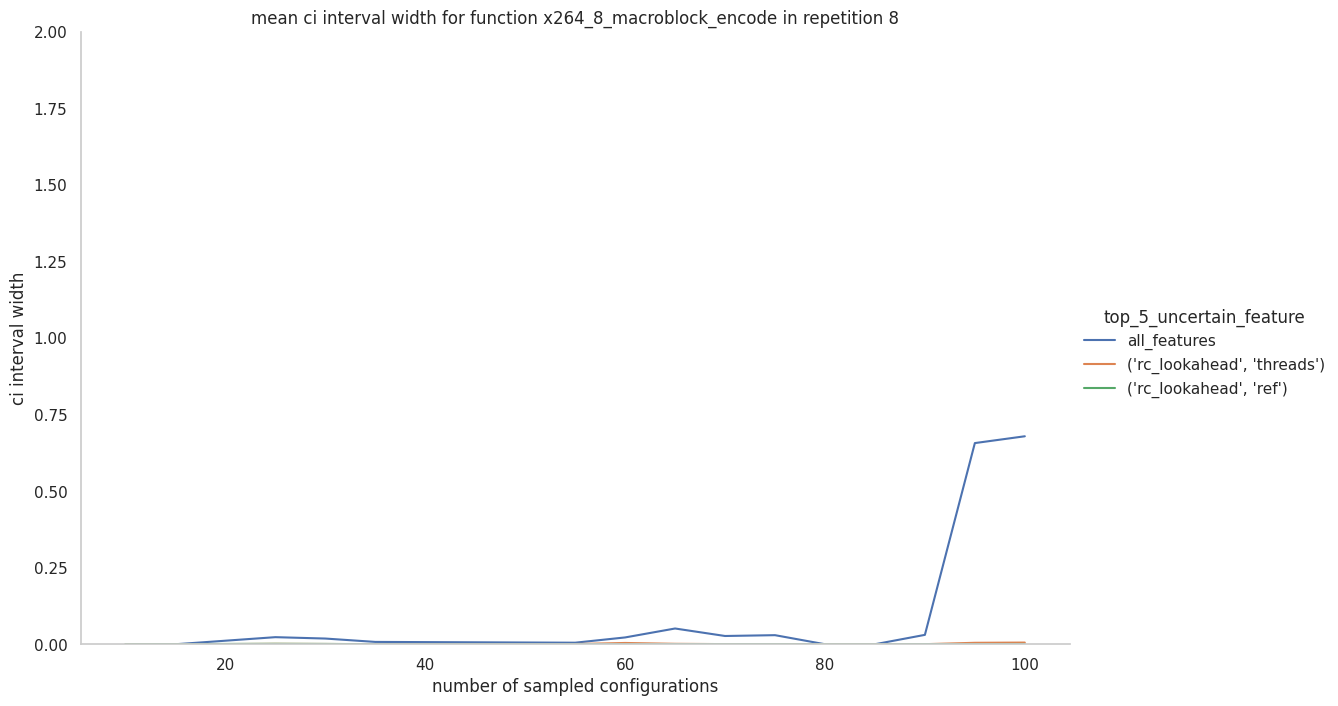 mean ci interval width for function x264_8_macroblock_encode in repetition 8
2.00
1.75
1.50
1.25
1.00
0.75
0.50
0.25
0.00
ci interval width
20
40
60
80
100
number of sampled configurations
top_5_uncertain_feature
all_features
('rc_lookahead', 'threads')
('rc_lookahead', 'ref')